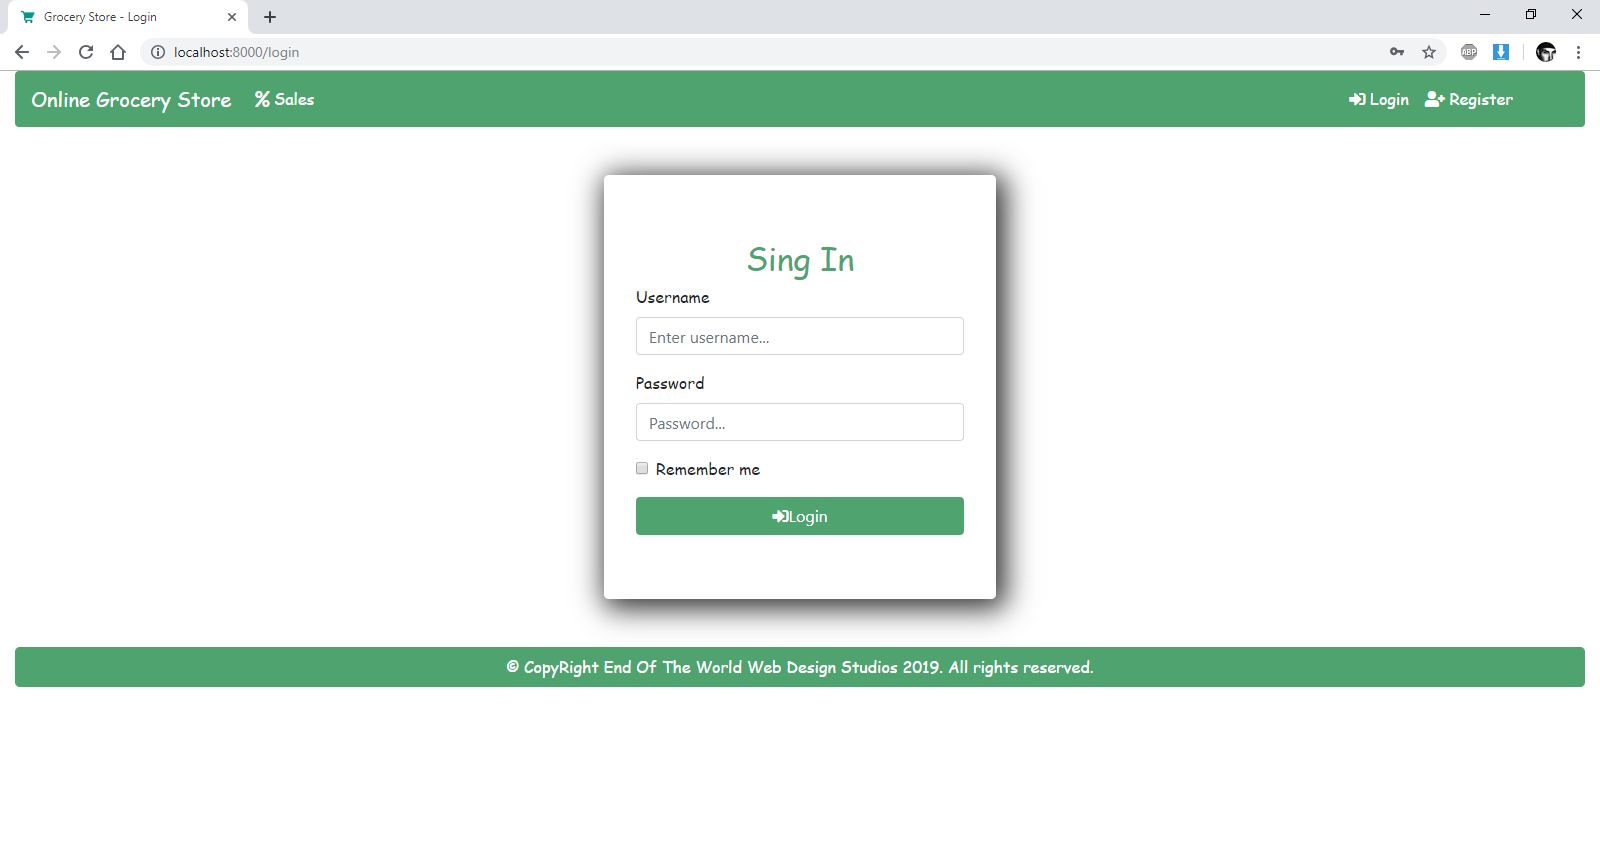 Grocery Store - Login
localhost:8000/login
ABP
Online Grocery Store Sales Login Register
Sing In
Username
Enter username...
Password
Password...
Remember me
Login
© CopyRight End Of The World Web Design Studios 2019. All rights reserved.